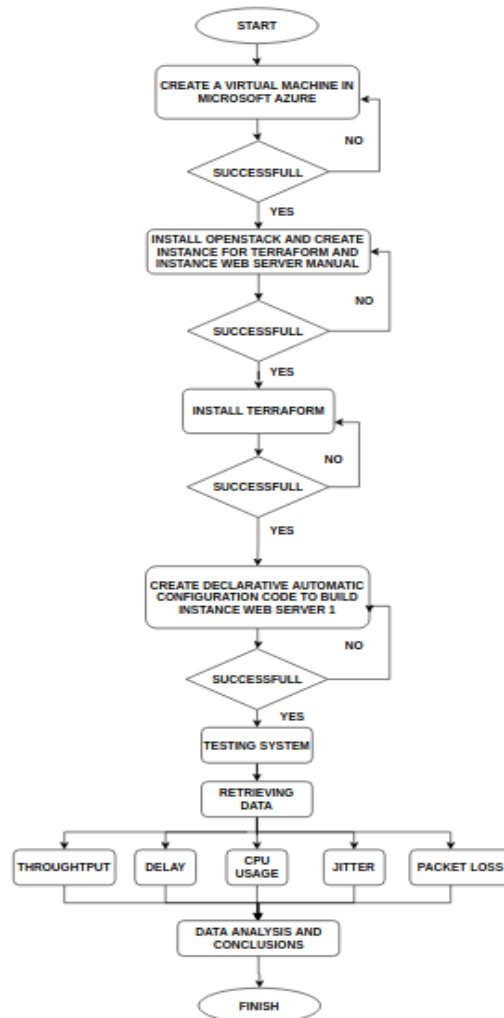 START
CREATE A VIRTUAL MACHINE IN
MICROSOFT AZURE
NO
SUCCESSFULL
YES
INSTALL OPENSTACK AND CREATE
INSTANCE FOR TERRAFORM AND
INSTANCE WEB SERVER MANUAL
NO
SUCCESSFULL
YES
INSTALL TERRAFORM
NO
SUCCESSFULL
YES
CREATE DECLARATIVE AUTOMATIC
CONFIGURATION CODE TO BUILD
INSTANCE WEB SERVER 1
NO
SUCCESSFULL
YES
TESTING SYSTEM
RETRIEVING
DATA
THROUGHTPUT
DELAY
CPU
USAGE
JITTER
PACKET LOSS
DATA ANALYSIS AND
CONCLUSIONS
FINISH